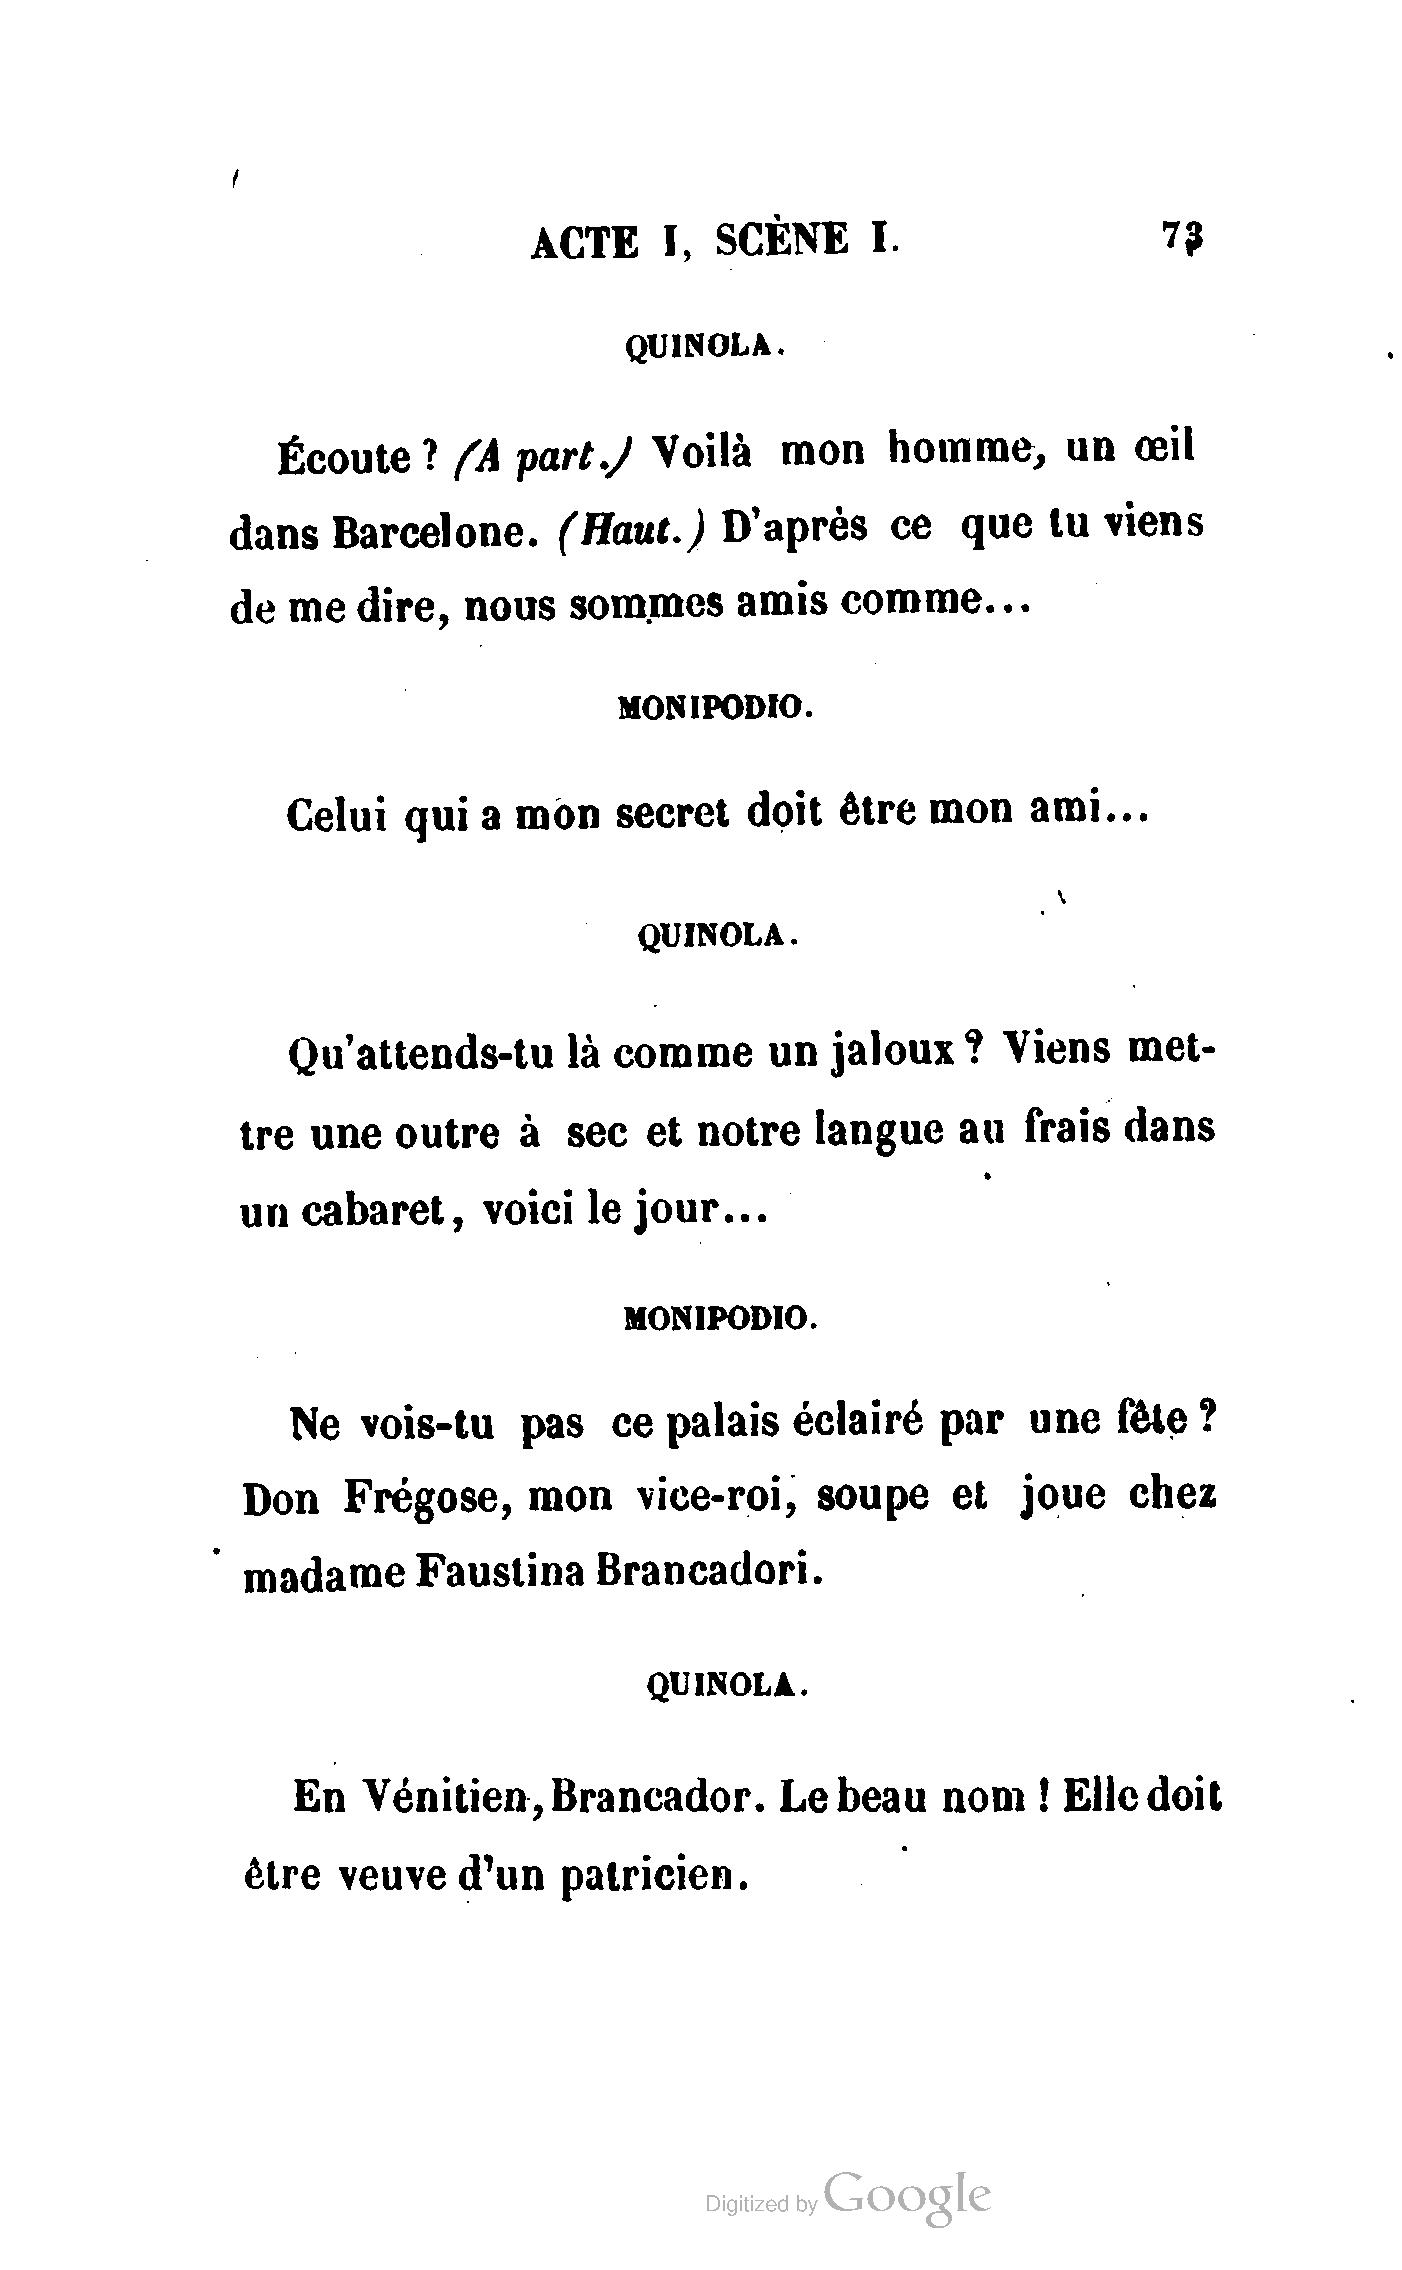 ACTE I, SCÈNE I. 73
QUINOLA.
Écoute ? (A part.) Voilà mon homme, un œil
dans Barcelone. (Haut.) D'après ce que tu viens
de me dire, nous sommes amis comme...
MONIPODIO.
Celui qui a mon secret doit être mon ami...
QUINOLA.
Qu'attends-tu là comme un jaloux ? Viens met-
tre une outre à sec et notre langue au frais dans
un cabaret, voici le jour...
MONIPODIO.
Ne vois-tu pas ce palais éclairé par une fête ?
Don Frégose, mon vice-roi, soupe et joue chez
madame Faustina Brancadori.
QUINOLA.
En Vénitien, Brancador. Le beau nom ! Elle doit
être veuve d'un patricien.
Digitized by Google